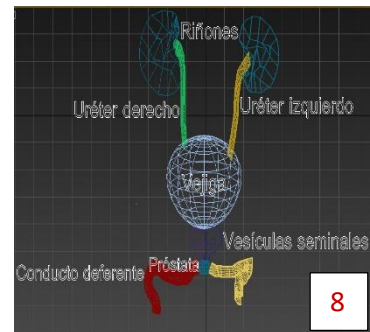 Riñones
Uréter derecho
Uréter izquierdo
Vejiga
Vesículas seminales
Próstata
Conducto deferente
8